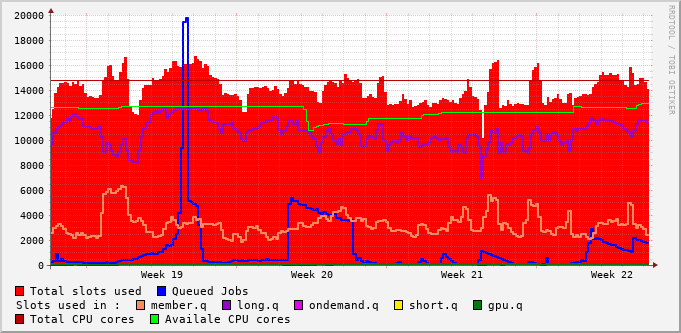 20000
18000
16000
14000
12000
10000
8000
6000
4000
2000
0
Week 19 Week 20 Week 21 Week 22
RRDTOOL / TOBI OETIKER
Total slots used Queued Jobs
Slots used in : member.q long.q ondemand.q short.q gpu.q
Total CPU cores Availale CPU cores